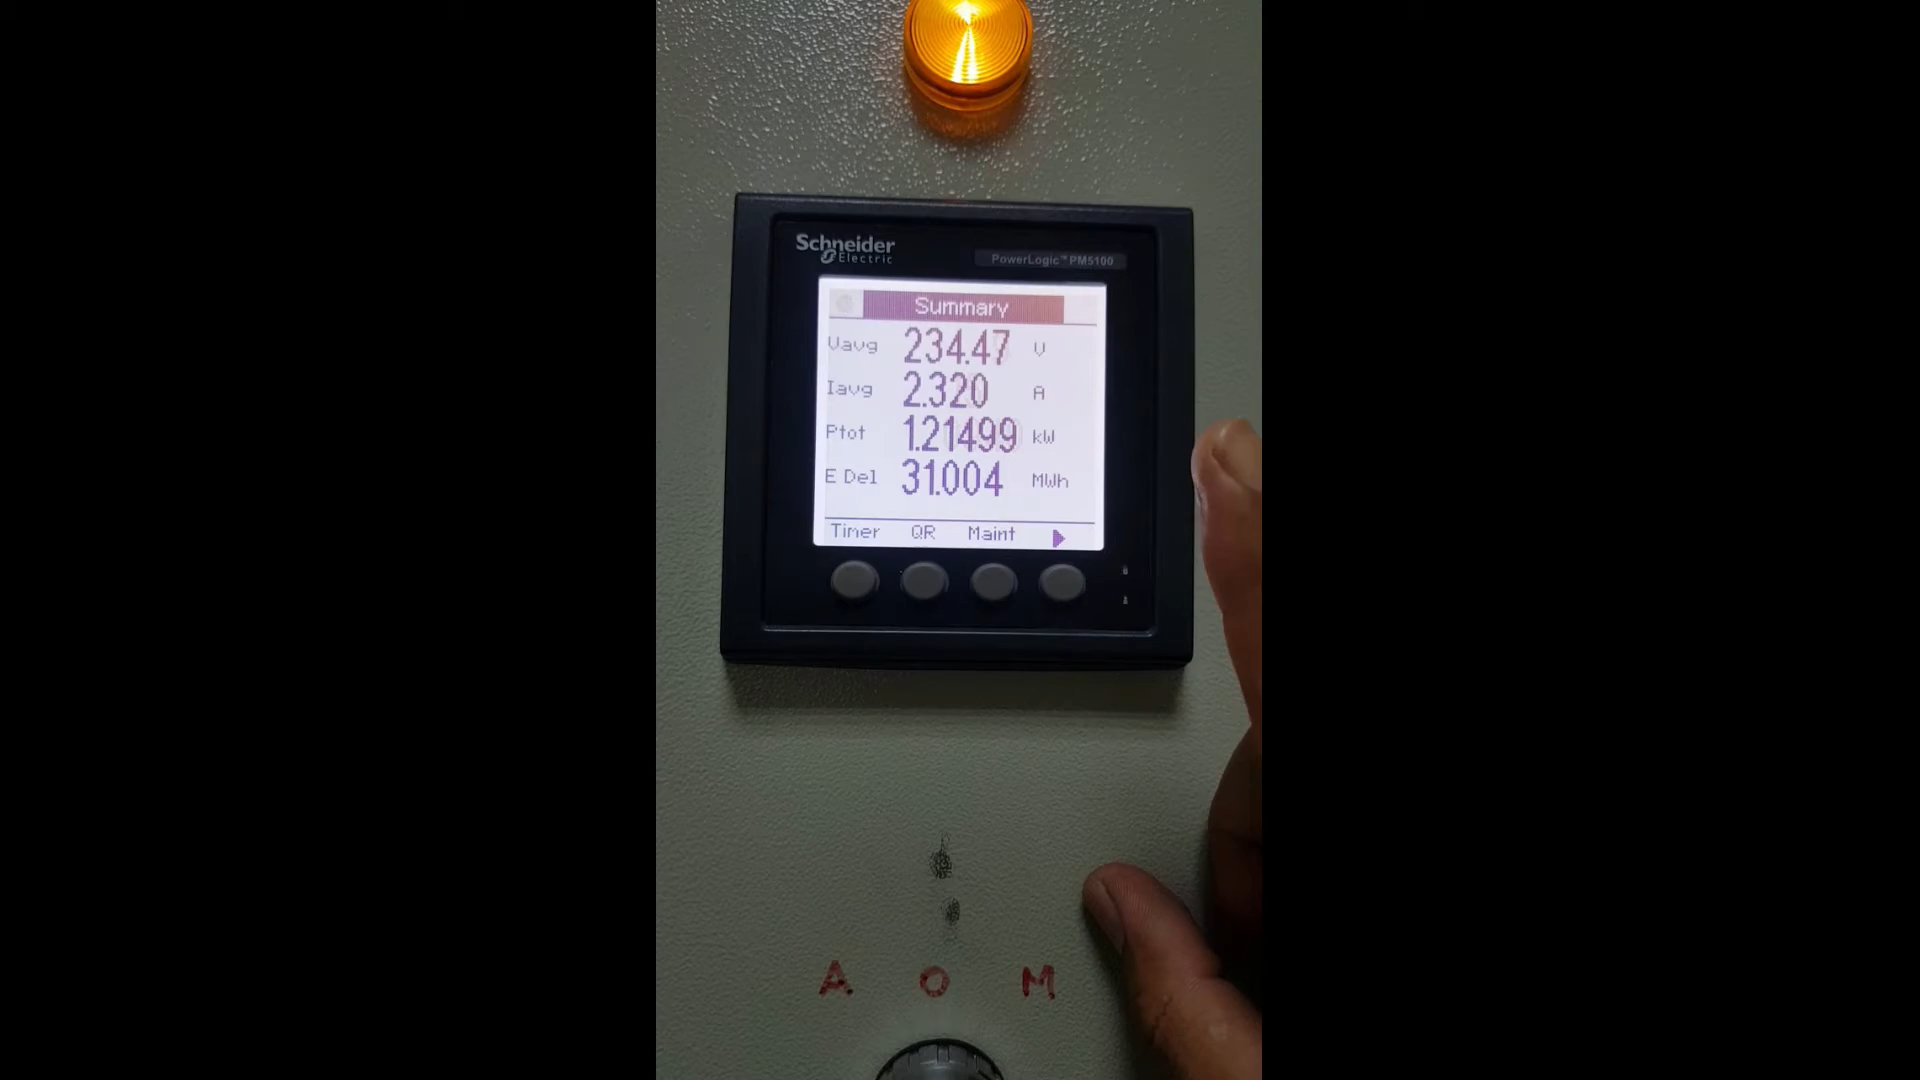 Schneider
Electric
PowerLogic™ PM5100
Summary
Vavg 234.47 V
Iavg 2.320 A
Ptot 1.21499 kW
E Del 31.004 MWh
Timer QR Maint
A O M